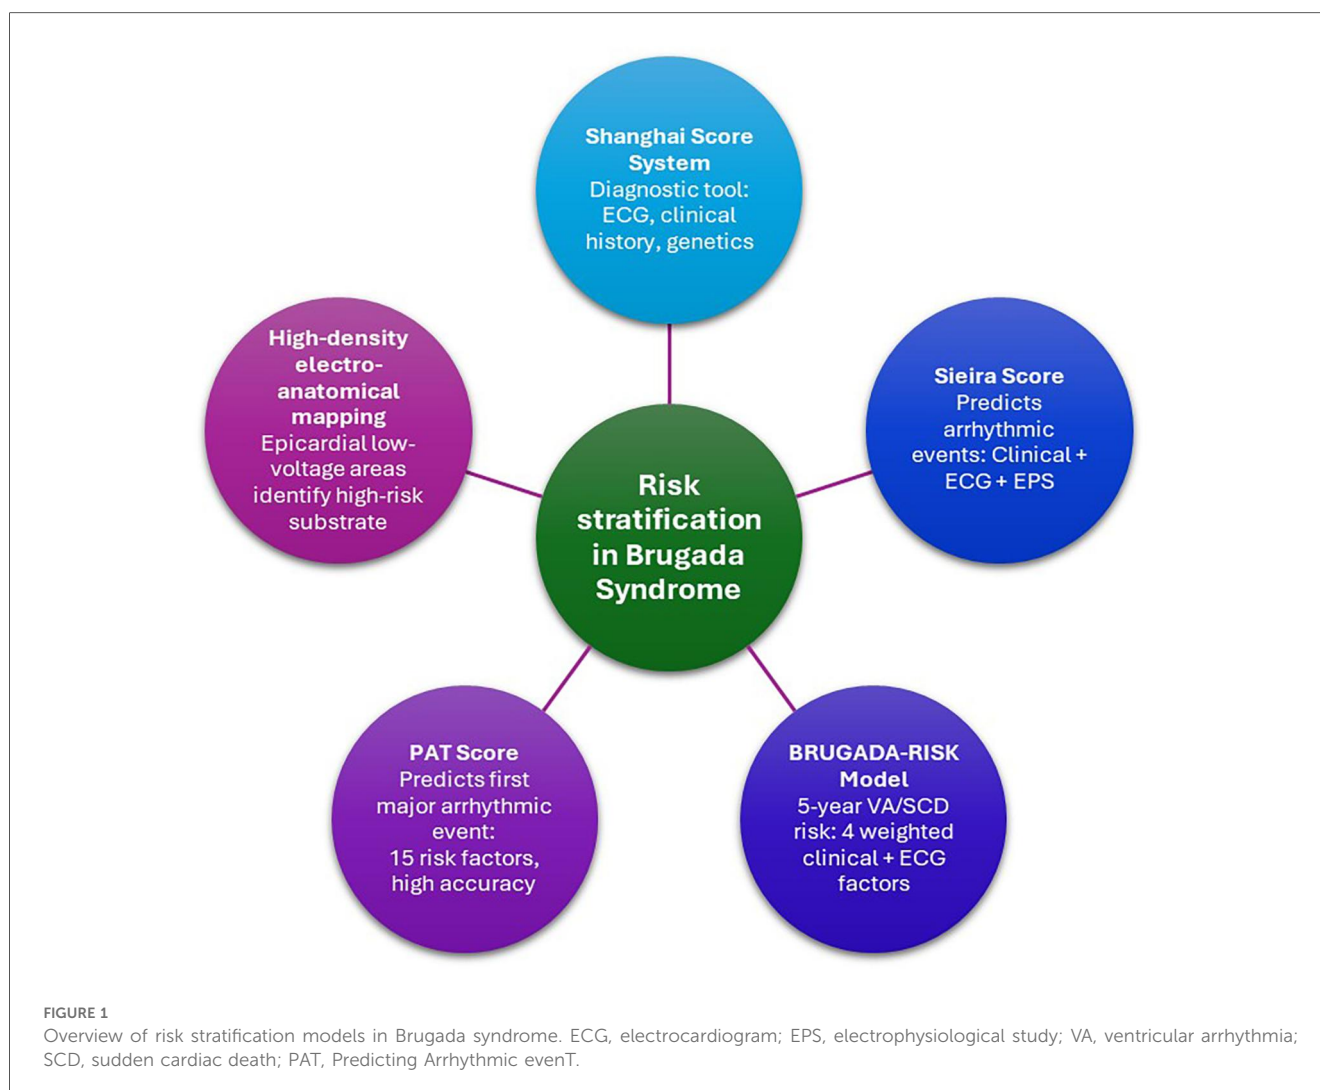 Shanghai Score
System
Diagnostic tool:
ECG, clinical
history, genetics
High-density
electro-
anatomical
mapping
Epicardial low-
voltage areas
identify high-risk
substrate
Sieira Score
Predicts
arrhythmic
events: Clinical +
ECG + EPS
Risk
stratification
in Brugada
Syndrome
PAT Score
Predicts first
major arrhythmic
event:
15 risk factors,
high accuracy
BRUGADA-RISK
Model
5-year VA/SCD
risk: 4 weighted
clinical + ECG
factors
FIGURE 1
Overview of risk stratification models in Brugada syndrome. ECG, electrocardiogram; EPS, electrophysiological study; VA, ventricular arrhythmia;
SCD, sudden cardiac death; PAT, Predicting Arrhythmic evenT.